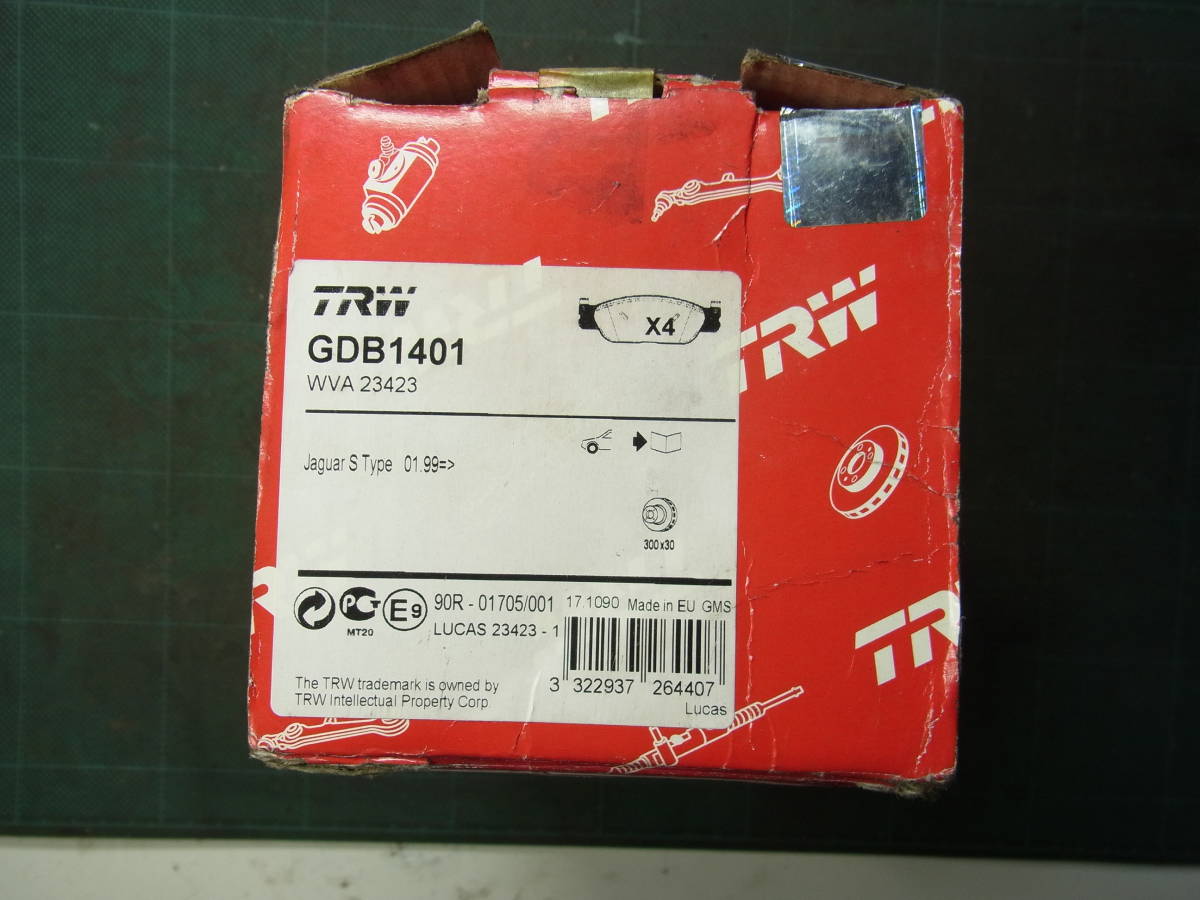 TRW
GDB1401
WVA 23423
X4
Jaguar S Type 01.99=>
300x30
PCT
MT20
E9
90R - 01705/001 17.1090 Made in EU GMS
LUCAS 23423 - 1
3 322937 264407
Lucas
The TRW trademark is owned by
TRW Intellectual Property Corp.
TRW
TR